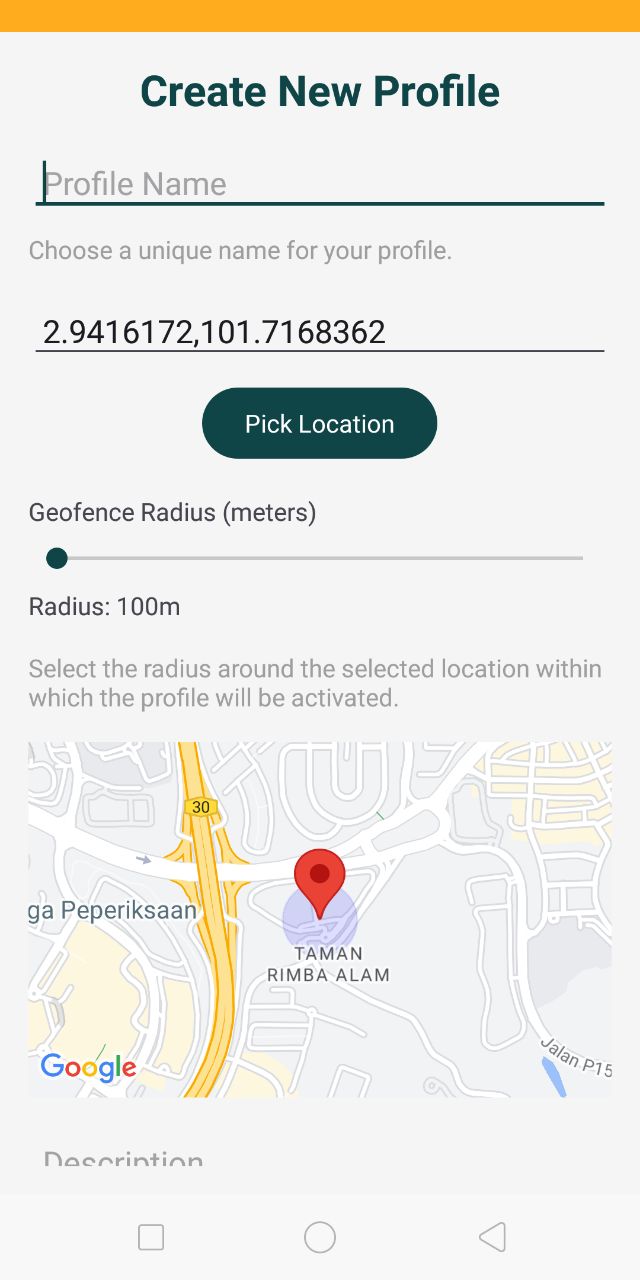 Create New Profile
Profile Name
Choose a unique name for your profile.
2.9416172,101.7168362
Pick Location
Geofence Radius (meters)
Radius: 100m
Select the radius around the selected location within
which the profile will be activated.
30
ga Peperiksaan
TAMAN
RIMBA ALAM
Jalan P15
Google
Description